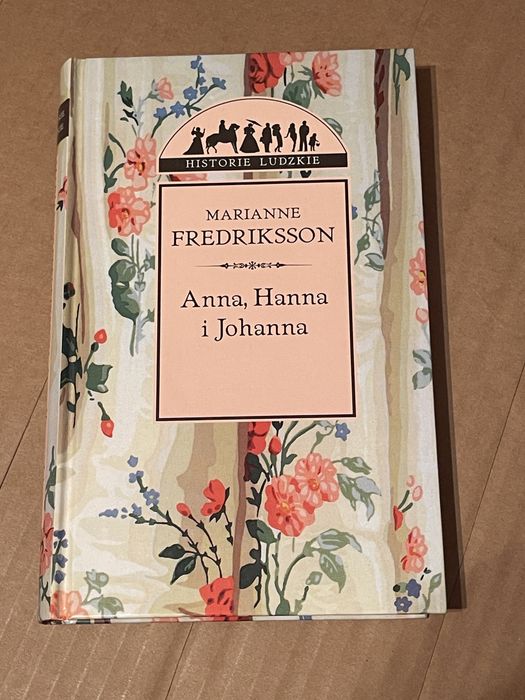 HISTORIE LUDZKIE
MARIANNE
FREDRIKSSON
Anna, Hanna
i Johanna